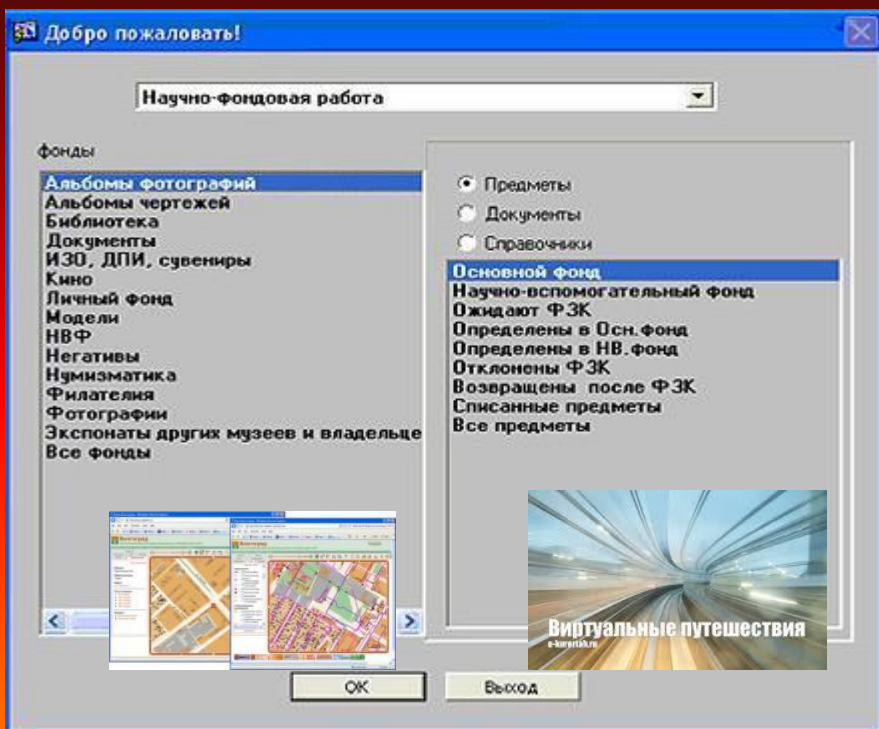 Добро пожаловать!
Научно-фондовая работа
фонды
Альбомы фотографий
Альбомы чертежей
Библиотека
Документы
ИЗО, ДПИ, сувениры
Кино
Личный фонд
Модели
НВФ
Негативы
Нумизматика
Филателия
Фотографии
Экспонаты других музеев и владельце
Все фонды
Предметы
Документы
Справочники
Основной фонд
Научно-вспомогательный фонд
Ожидают ФЗК
Определены в Осн.фонд
Определены в НВ.фонд
Отклонены ФЗК
Возвращены после ФЗК
Списанные предметы
Все предметы
Виртуальные путешествия
e-kurortah.ru
OK
Выход